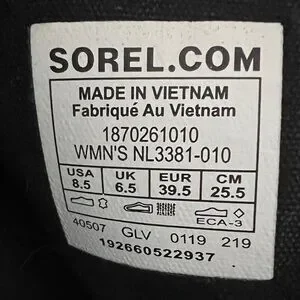 SOREL.COM
MADE IN VIETNAM
Fabriqué Au Vietnam
1870261010
WMN'S NL3381-010
USA UK EUR CM
8.5 6.5 39.5 25.5
ECA-3
40507 GLV 0119 219
192660522937